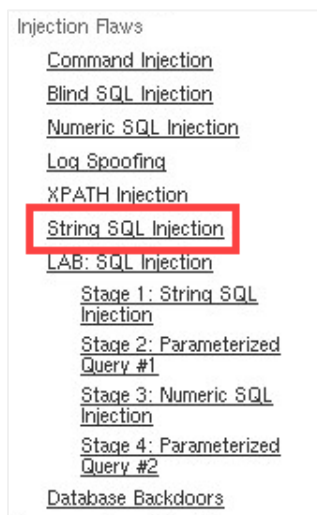 Injection Flaws
Command Injection
Blind SQL Injection
Numeric SQL Injection
Log Spoofing
XPATH Injection
String SQL Injection
LAB: SQL Injection
Stage 1: String SQL
Injection
Stage 2: Parameterized
Query #1
Stage 3: Numeric SQL
Injection
Stage 4: Parameterized
Query #2
Database Backdoors